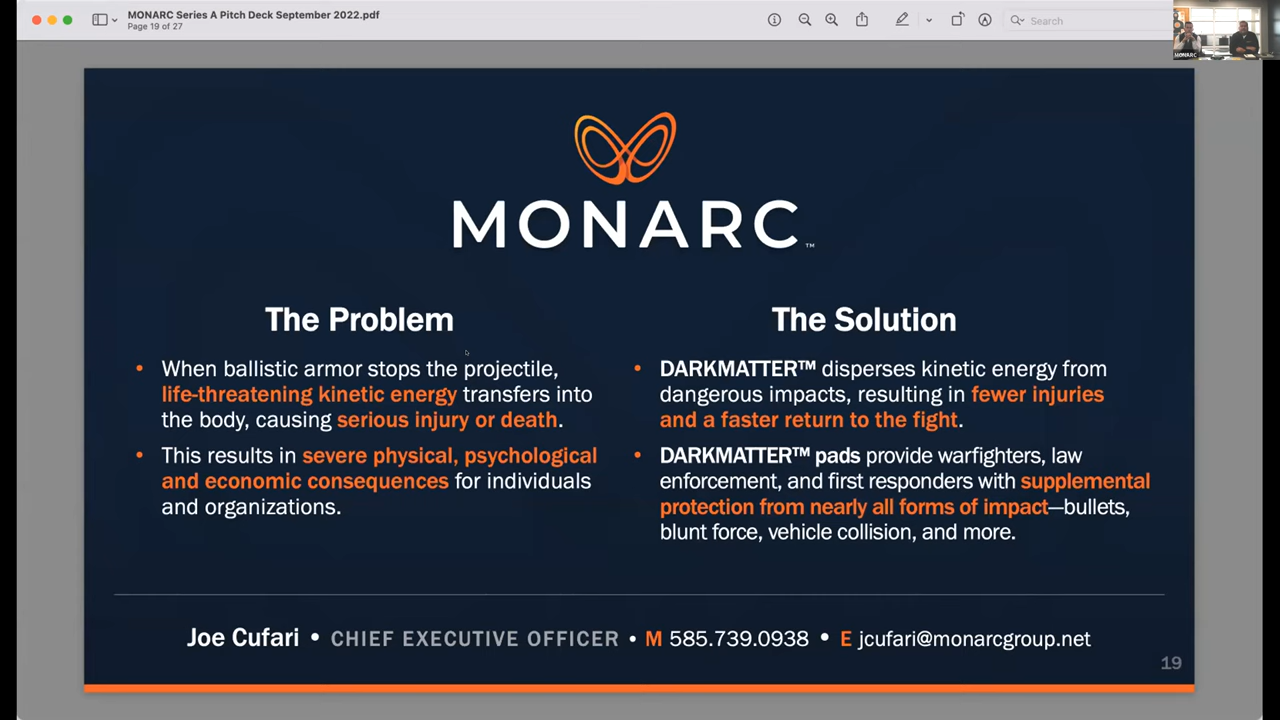 MONARC Series A Pitch Deck September 2022.pdf
Page 19 of 27
Search
MONARC
MONARC™
The Problem
• When ballistic armor stops the projectile,
life-threatening kinetic energy transfers into
the body, causing serious injury or death.
• This results in severe physical, psychological
and economic consequences for individuals
and organizations.
The Solution
• DARKMATTER™ disperses kinetic energy from
dangerous impacts, resulting in fewer injuries
and a faster return to the fight.
• DARKMATTER™ pads provide warfighters, law
enforcement, and first responders with supplemental
protection from nearly all forms of impact—bullets,
blunt force, vehicle collision, and more.
Joe Cufari • CHIEF EXECUTIVE OFFICER • M 585.739.0938 • E jcufari@monarcgroup.net
19